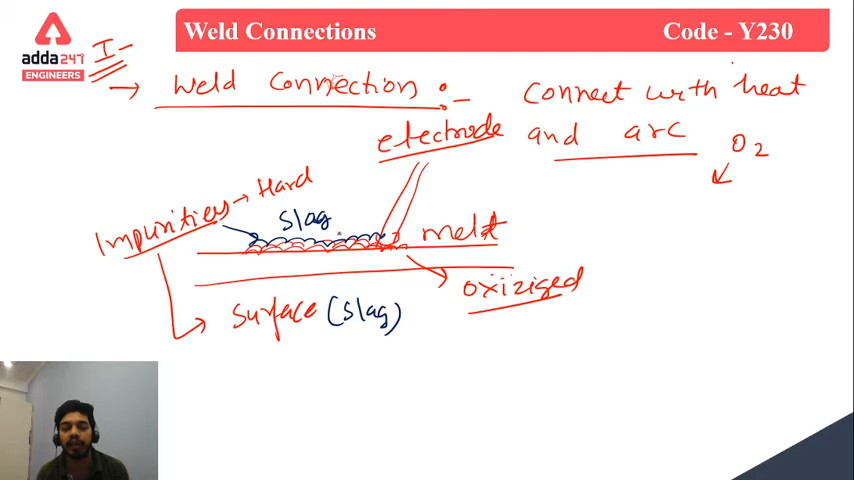 Weld Connections
Code - Y230
adda247
ENGINEERS
I -
→ Weld Connection :-
Connect with heat
and arc
O2
electrode
Impurities → Hard
Slag
melt
oxizised
Surface (slag)